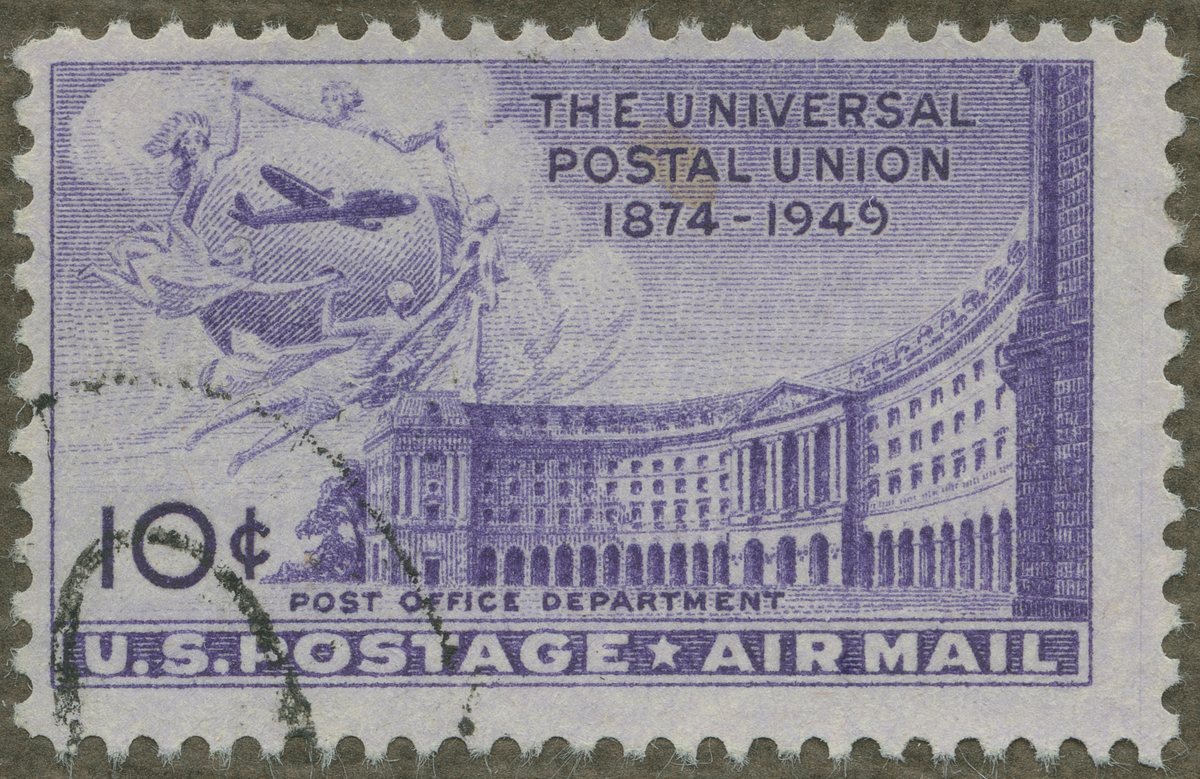 THE UNIVERSAL
POSTAL UNION
1874-1949
10¢
POST OFFICE DEPARTMENT
U.S. POSTAGE ★ AIR MAIL